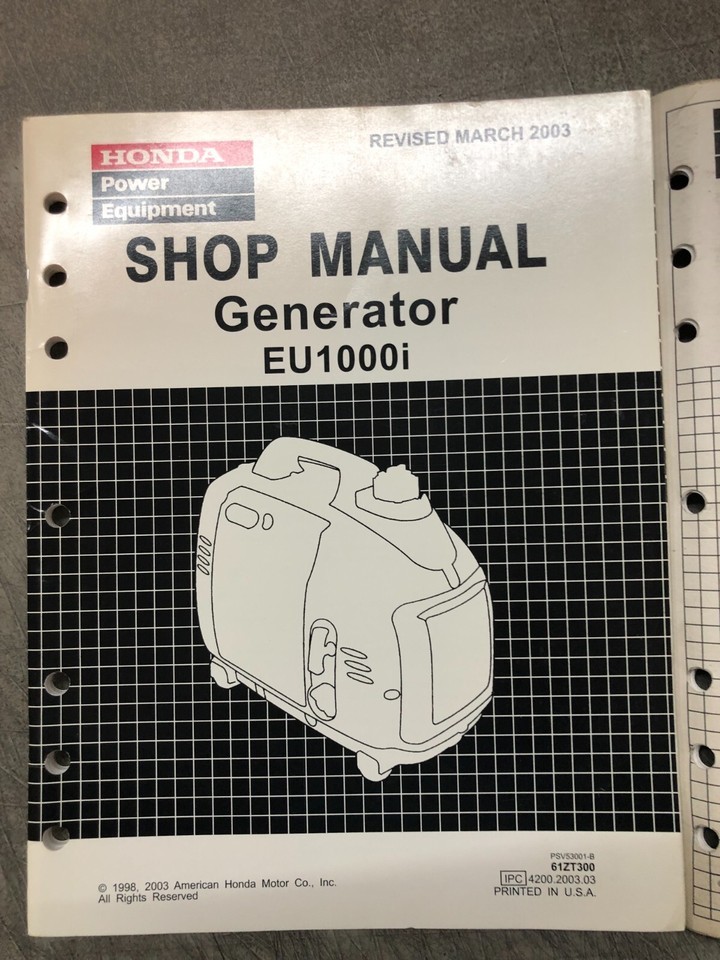 REVISED MARCH 2003
HONDA
Power
Equipment
SHOP MANUAL
Generator
EU1000i
PSV53001-B
61ZT300
IPC 4200.2003.03
PRINTED IN U.S.A.
© 1998, 2003 American Honda Motor Co., Inc.
All Rights Reserved